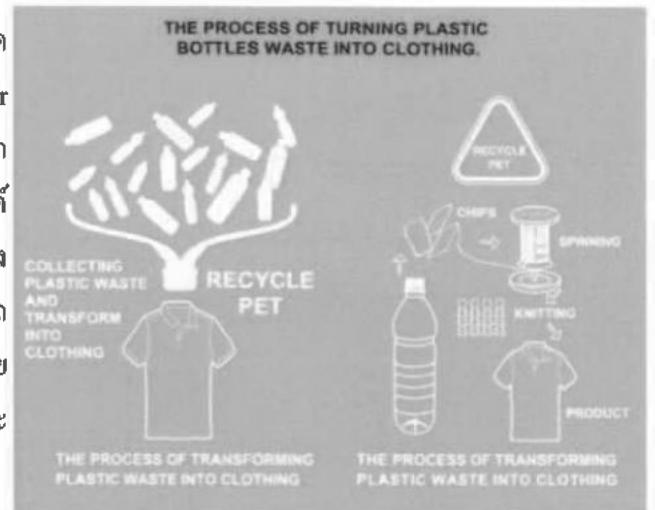 THE PROCESS OF TURNING PLASTIC
BOTTLES WASTE INTO CLOTHING.
COLLECTING
PLASTIC WASTE
AND
TRANSFORM
INTO
CLOTHING
RECYCLE
PET
THE PROCESS OF TRANSFORMING
PLASTIC WASTE INTO CLOTHING
RECYCLE
PET
CHIPS
SPINNING
KNITTING
PRODUCT
THE PROCESS OF TRANSFORMING
PLASTIC WASTE INTO CLOTHING